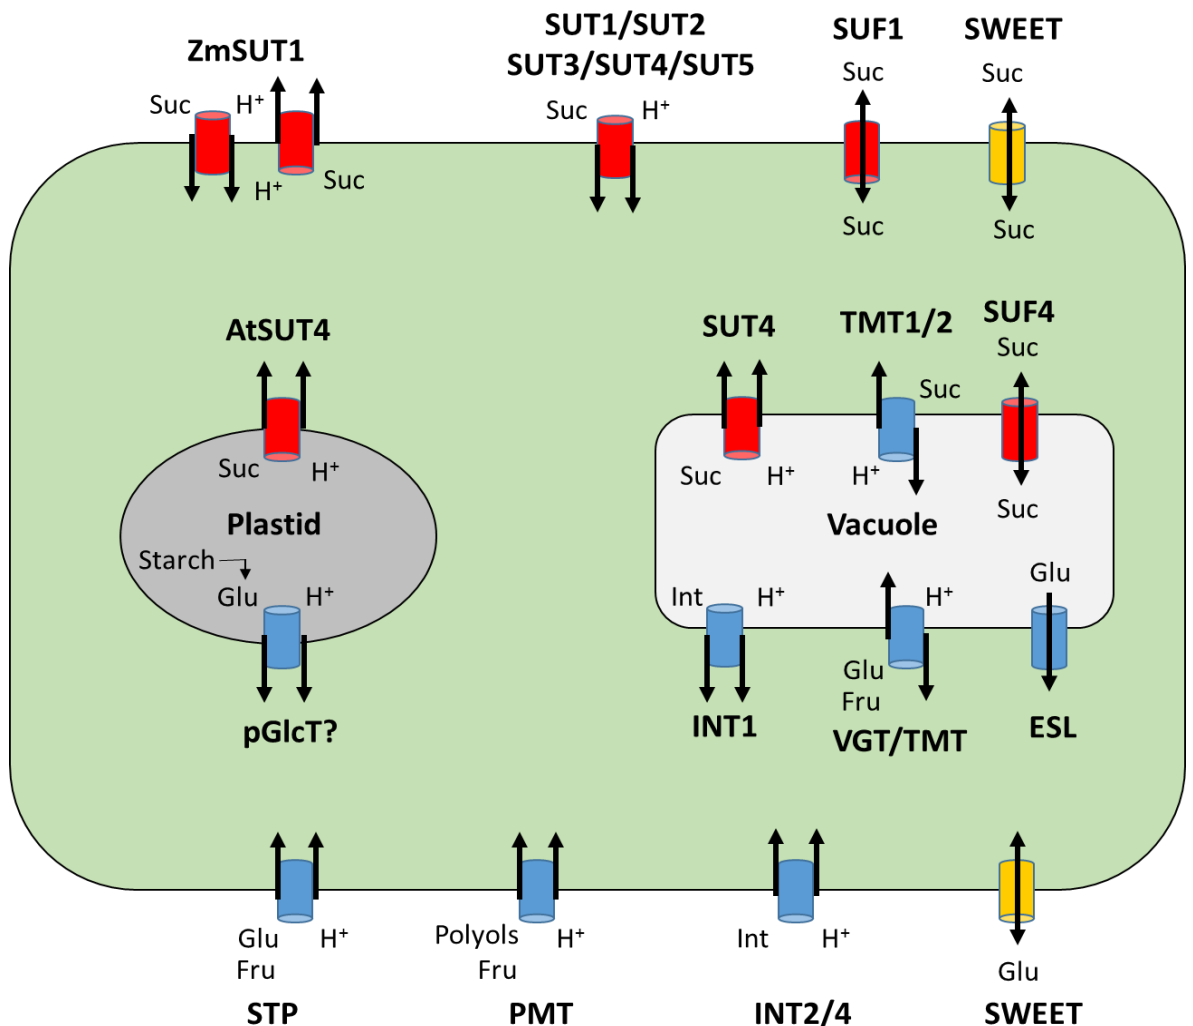 ZmSUT1
Suc H⁺
H⁺ Suc
SUT1/SUT2
SUT3/SUT4/SUT5
Suc H⁺
SUF1
Suc
Suc
SWEET
Suc
Suc
AtSUT4
Suc H⁺
Plastid
Starch
Glu H⁺
pGlcT?
SUT4
Suc H⁺
TMT1/2
Suc
H⁺
SUF4
Suc
Suc
Vacuole
Int H⁺
INT1
H⁺
Glu
Fru
VGT/TMT
Glu
ESL
Glu H⁺
Fru
STP
Polyols H⁺
Fru
PMT
Int H⁺
INT2/4
Glu
SWEET